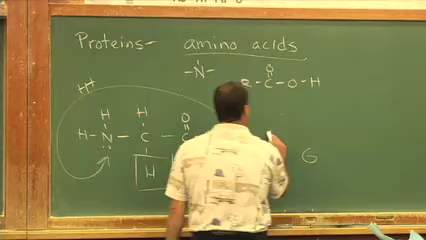 Proteins- amino acids
-N- R-C-O-H
O
H+
H H O
H-N-C-C
H G